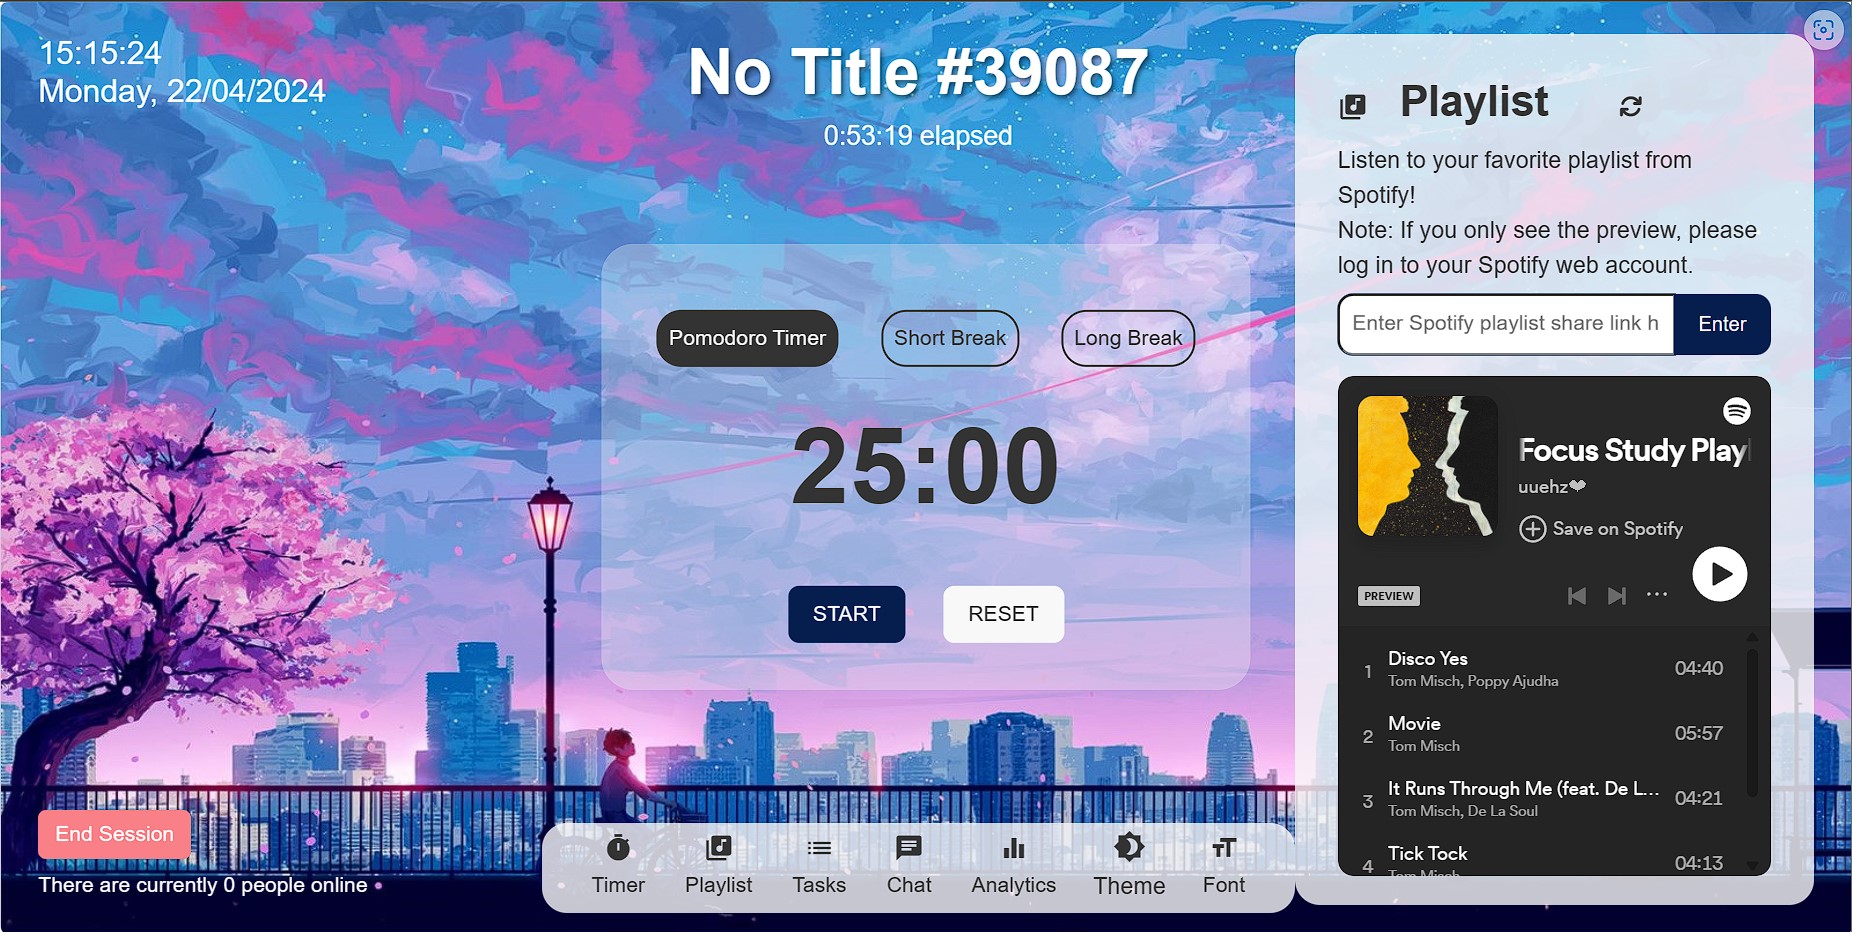 15:15:24
Monday, 22/04/2024
No Title #39087
0:53:19 elapsed
Pomodoro Timer
Short Break
Long Break
25:00
START
RESET
Playlist
Listen to your favorite playlist from
Spotify!
Note: If you only see the preview, please
log in to your Spotify web account.
Enter Spotify playlist share link h
Enter
Focus Study Play
uuehz❤
Save on Spotify
PREVIEW
1
Disco Yes
04:40
Tom Misch, Poppy Ajudha
2
Movie
05:57
Tom Misch
3
It Runs Through Me (feat. De L...
04:21
Tom Misch, De La Soul
4
Tick Tock
04:13
Tom Misch
End Session
There are currently 0 people online
Timer
Playlist
Tasks
Chat
Analytics
Theme
Font